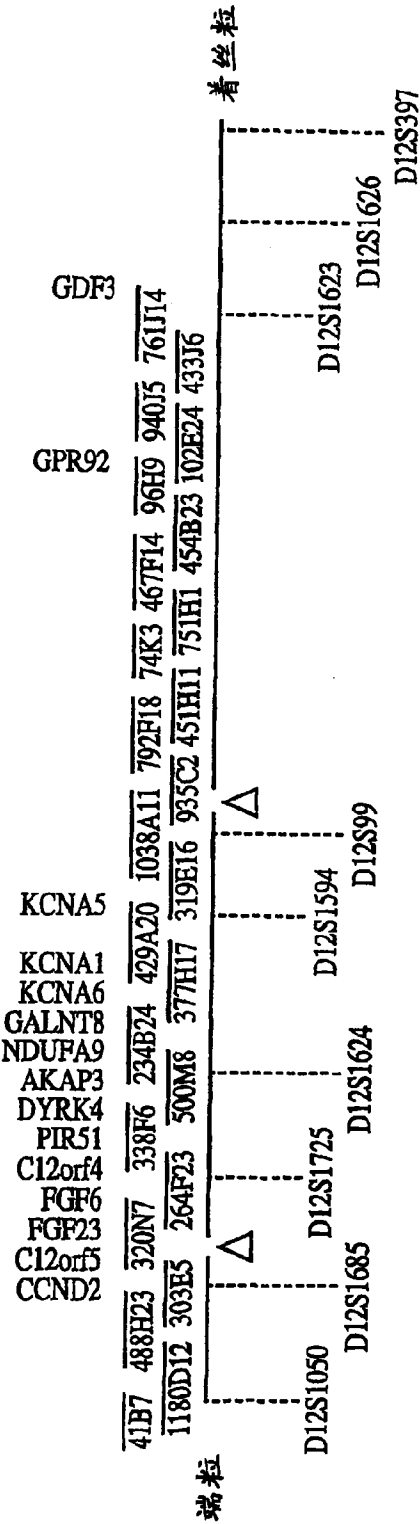 GDF3
GPR92
KCNA5
KCNA1
KCNA6
GALNT8
NDUFA9
AKAP3
DYRK4
PIR51
C12orf4
FGF6
FGF23
C12orf5
CCND2
41B7 488H23 320N7 338F6 234B24 429A20 1038A11 792F18 74K3 467F14 96H9 940J5 761J14
1180D12 303E5 264F23 500M8 377H17 319E16 935C2 451H11 751H1 454B23 102E24 433J6
端粒 着丝粒
D12S1050 D12S1685 D12S1725 D12S1624 D12S1594 D12S99 D12S1623 D12S1626 D12S397